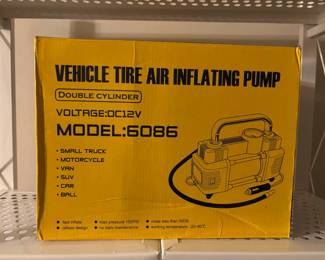 VEHICLE TIRE AIR INFLATING PUMP
DOUBLE CYLINDER
VOLTAGE:DC12V
MODEL:6086
• SMALL TRUCK
• MOTORCYCLE
• VAN
• SUV
• CAR
• BALL